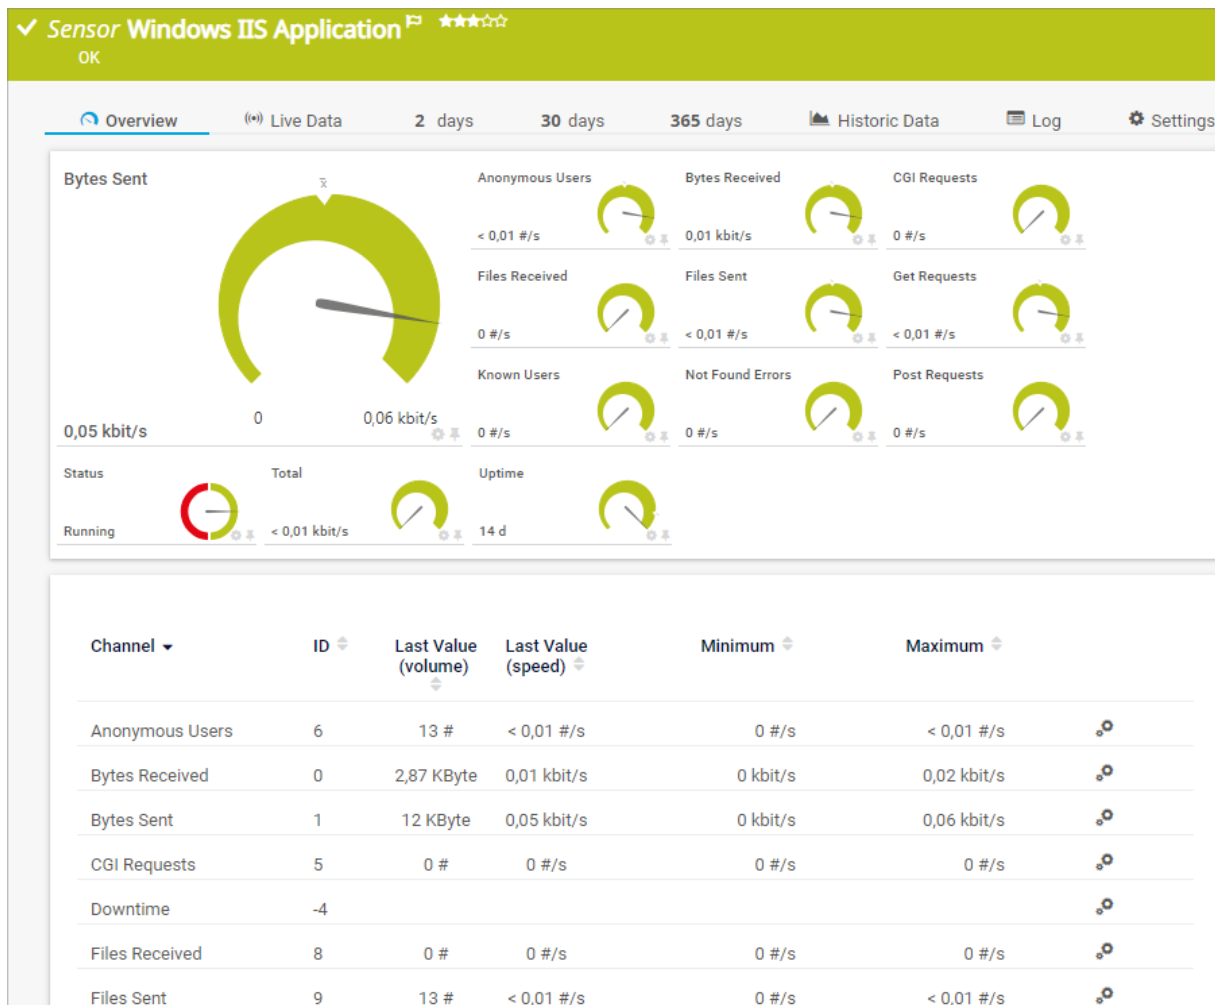 Sensor Windows IIS Application
OK
Overview Live Data 2 days 30 days 365 days Historic Data Log Settings
Bytes Sent
x̄
0 0,06 kbit/s
0,05 kbit/s
Anonymous Users
< 0,01 #/s
Bytes Received
0,01 kbit/s
CGI Requests
0 #/s
Files Received
0 #/s
Files Sent
< 0,01 #/s
Get Requests
< 0,01 #/s
Known Users
0 #/s
Not Found Errors
0 #/s
Post Requests
0 #/s
Status
Running
Total
< 0,01 kbit/s
Uptime
14 d
Channel ID Last Value Last Value Minimum Maximum
(volume) (speed)
Anonymous Users 6 13 # < 0,01 #/s 0 #/s < 0,01 #/s
Bytes Received 0 2,87 KByte 0,01 kbit/s 0 kbit/s 0,02 kbit/s
Bytes Sent 1 12 KByte 0,05 kbit/s 0 kbit/s 0,06 kbit/s
CGI Requests 5 0 # 0 #/s 0 #/s 0 #/s
Downtime -4
Files Received 8 0 # 0 #/s 0 #/s 0 #/s
Files Sent 9 13 # < 0,01 #/s 0 #/s < 0,01 #/s